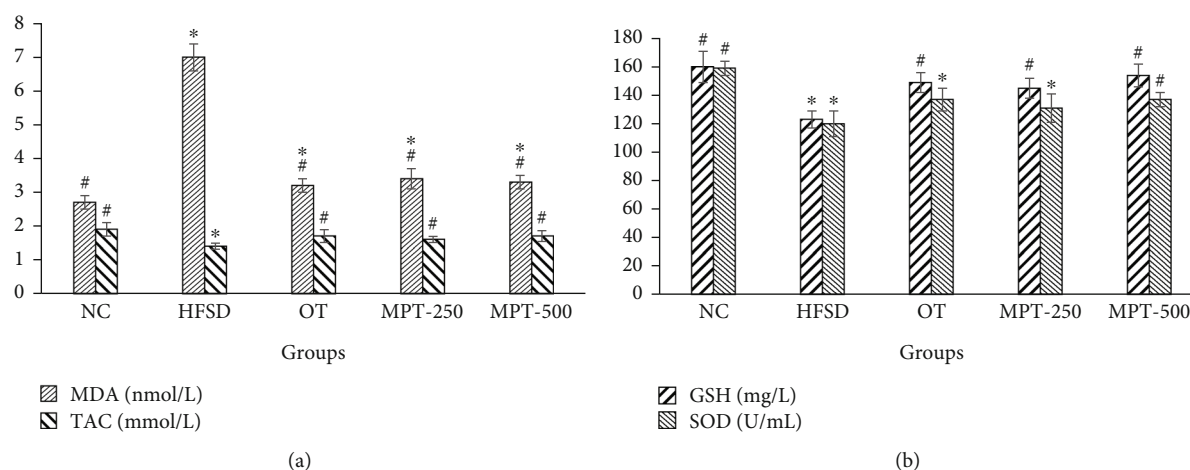 8
7
6
5
4
3
2
1
0
# # * * * # # * # # * # #
NC HFSD OT MPT-250 MPT-500
Groups
MDA (nmol/L)
TAC (mmol/L)
(a)
180
160
140
120
100
80
60
40
20
0
# # * * # * # * # #
NC HFSD OT MPT-250 MPT-500
Groups
GSH (mg/L)
SOD (U/mL)
(b)